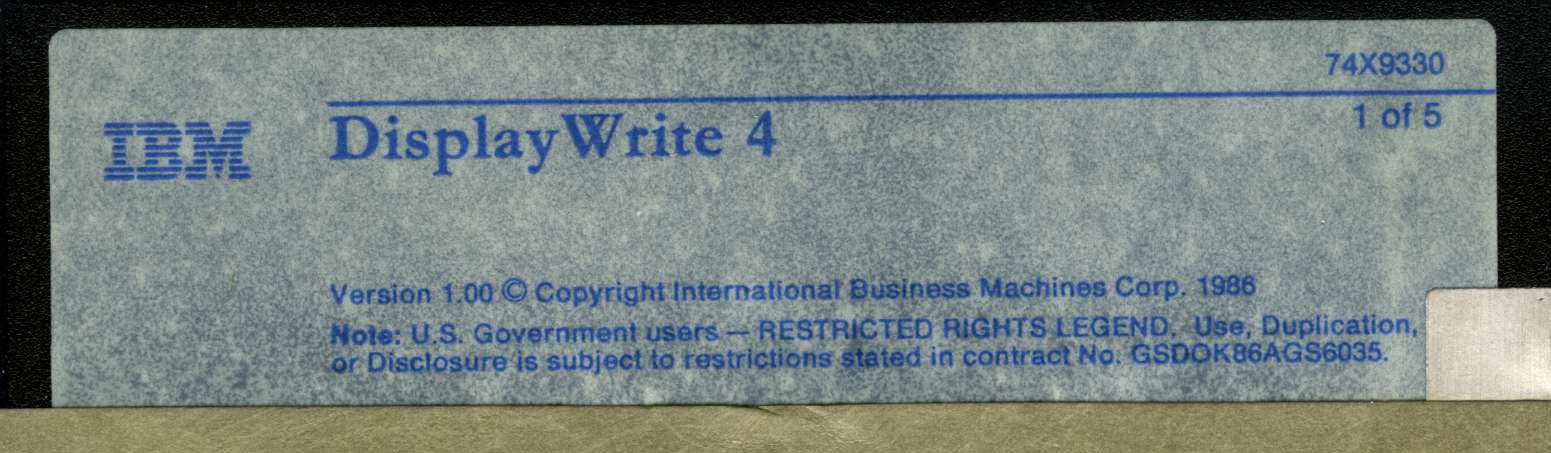 74X9330
1 of 5
IBM
DisplayWrite 4
Version 1.00 © Copyright International Business Machines Corp. 1986
Note: U.S. Government users — RESTRICTED RIGHTS LEGEND. Use, Duplication,
or Disclosure is subject to restrictions stated in contract No. GSDOK86AGS6035.